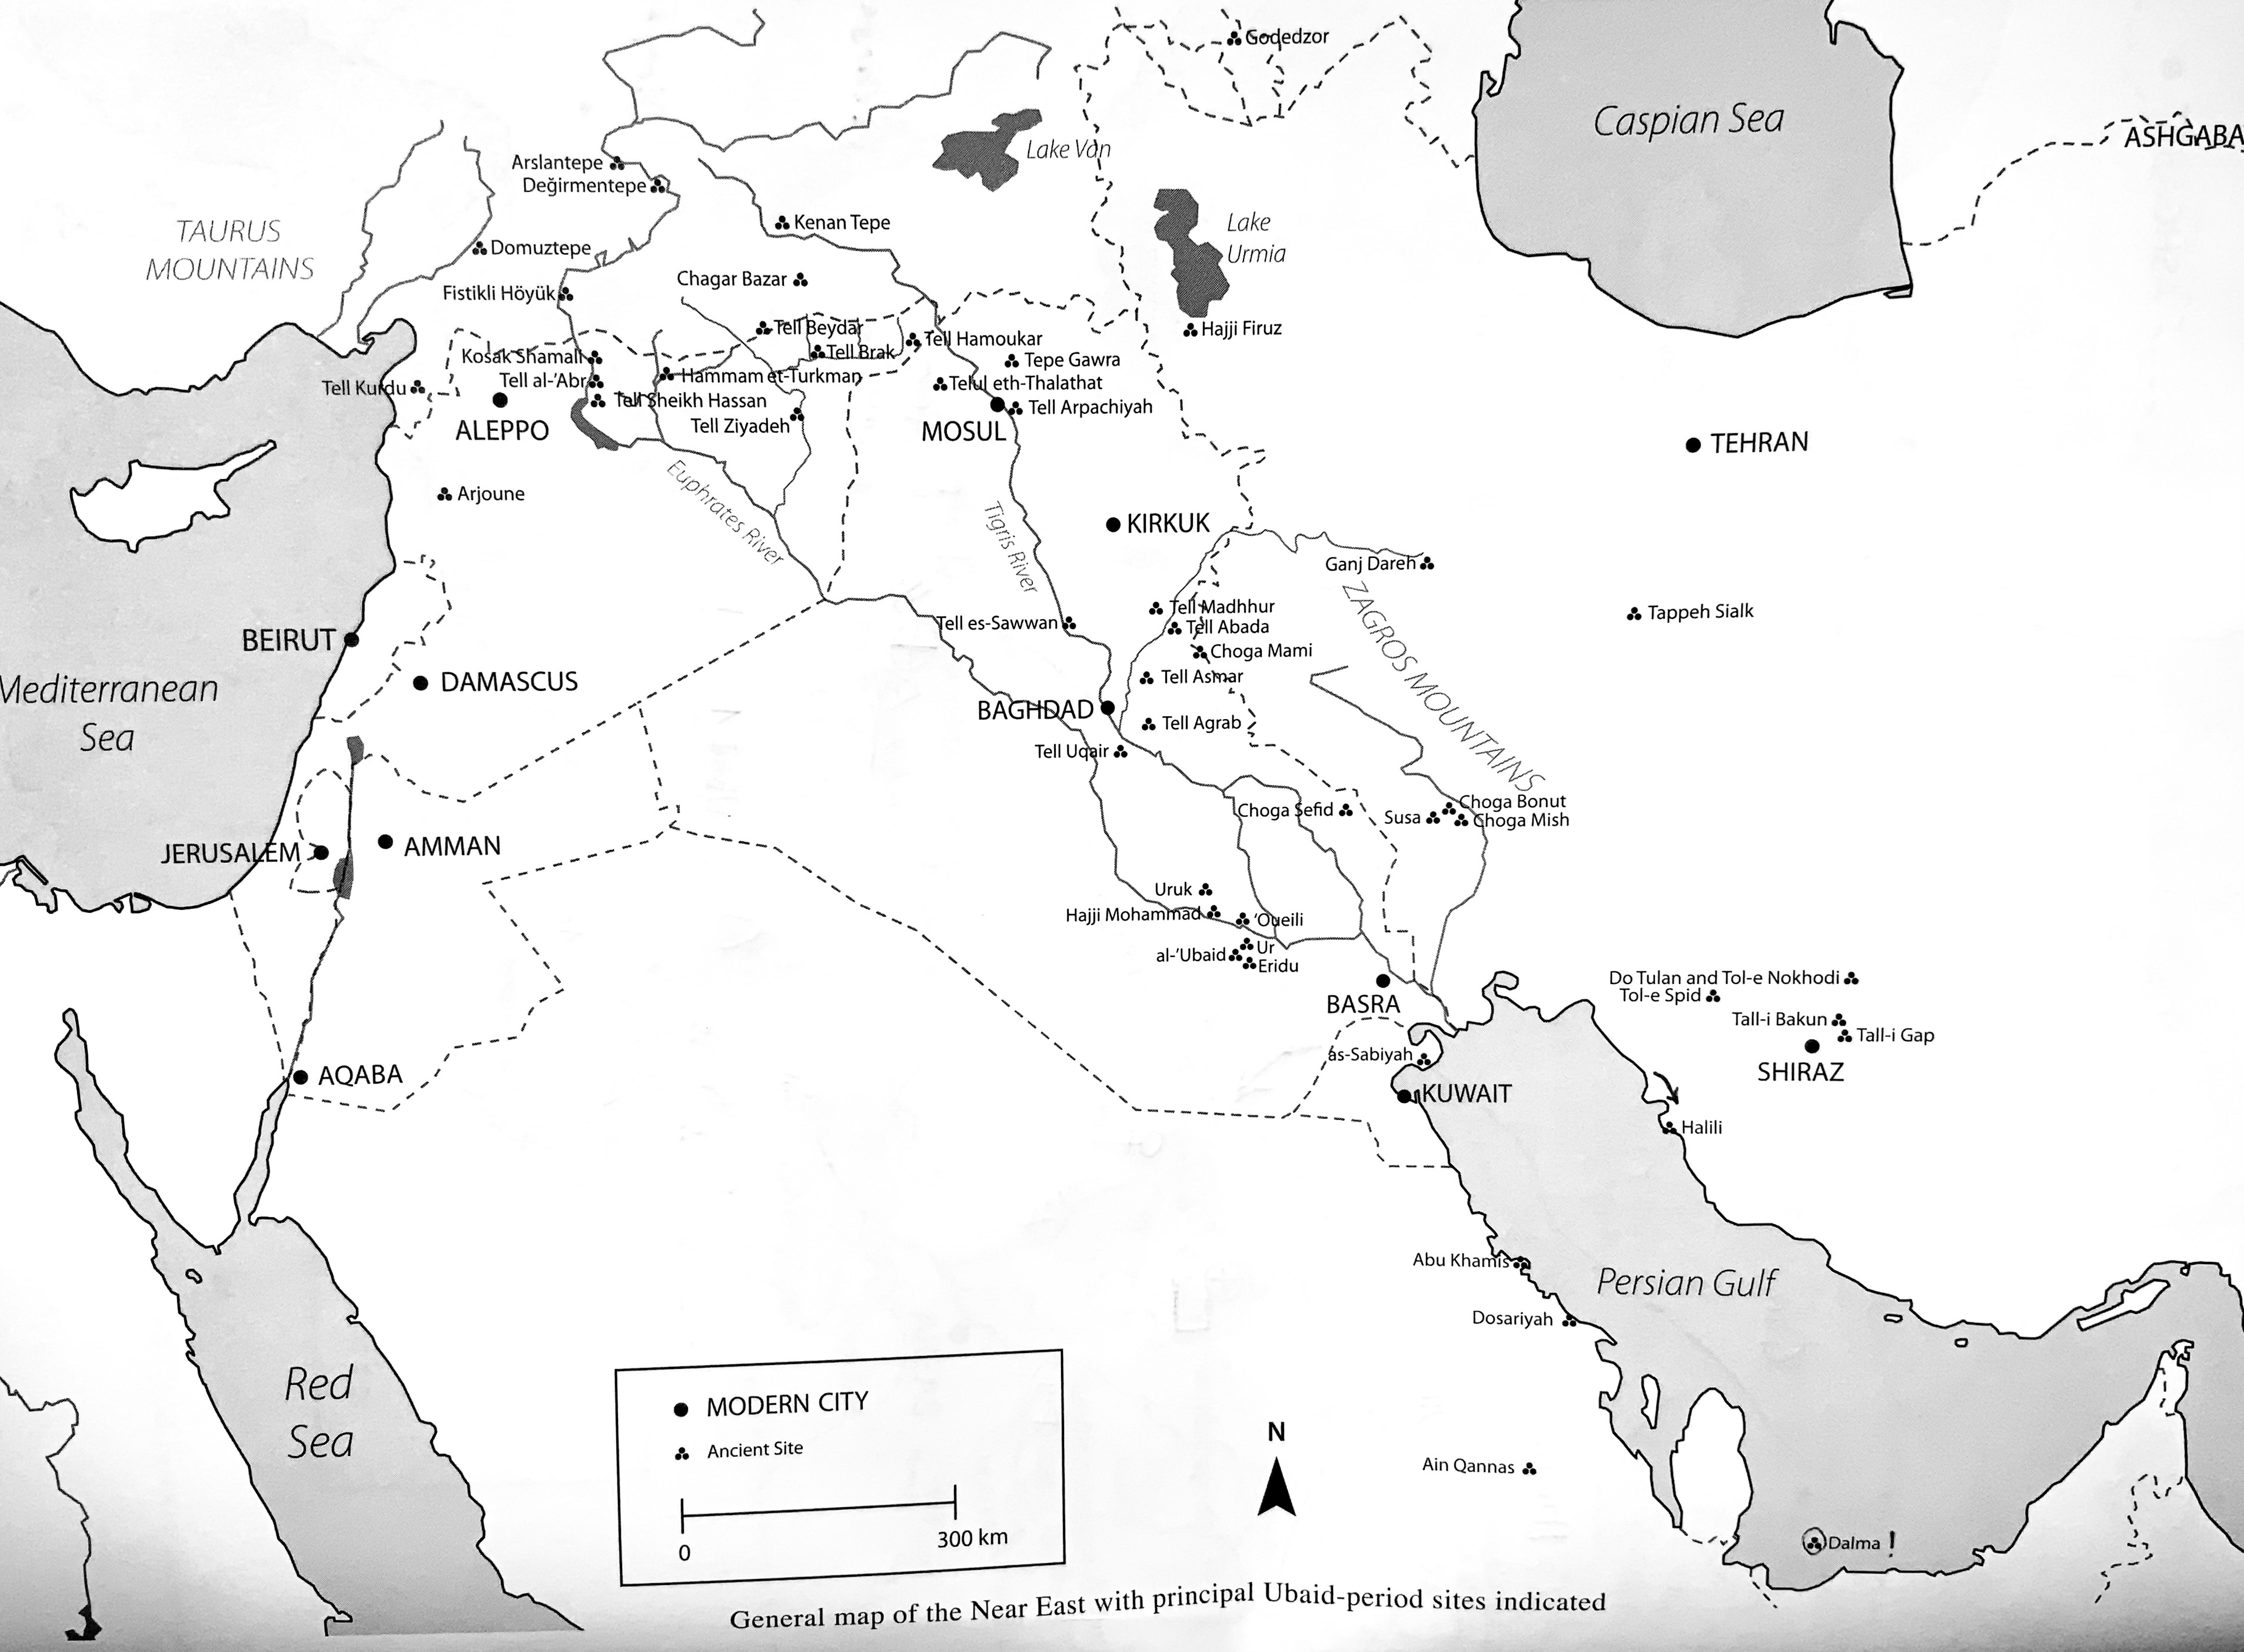 Godedzor
Caspian Sea
ASHGABA
Lake Van
Arslantepe
Değirmentepe
TAURUS
MOUNTAINS
Kenan Tepe
Lake
Urmia
Domuztepe
Chagar Bazar
Fistikli Höyük
Tell Beydar
Hajji Firuz
Tell Hamoukar
Kosak Shamali
Tell Brak
Tepe Gawra
Tell al-'Abr
Hammam et-Turkman
Telul eth-Thalathat
Tell Kurdu
Tell Sheikh Hassan
Tell Arpachiyah
ALEPPO
Tell Ziyadeh
MOSUL
TEHRAN
Arjoune
Euphrates River
Tigris River
KIRKUK
Ganj Dareh
ZAGROS MOUNTAINS
Tell Madhhur
Tappeh Sialk
Tell es-Sawwan
Tell Abada
BEIRUT
Choga Mami
DAMASCUS
Tell Asmar
Mediterranean
Sea
BAGHDAD
Tell Agrab
Tell Uqair
Choga Sefid
Choga Bonut
Susa
Choga Mish
JERUSALEM
AMMAN
Uruk
Hajji Mohammad
'Oueili
Ur
al-'Ubaid
Eridu
Do Tulan and Tol-e Nokhodi
Tol-e Spid
BASRA
Tall-i Bakun
Tall-i Gap
as-Sabiyah
SHIRAZ
AQABA
KUWAIT
Halili
Abu Khamis
Persian Gulf
Dosariyah
Red
Sea
MODERN CITY
Ancient Site
0
300 km
N
Ain Qannas
Dalma !
General map of the Near East with principal Ubaid-period sites indicated